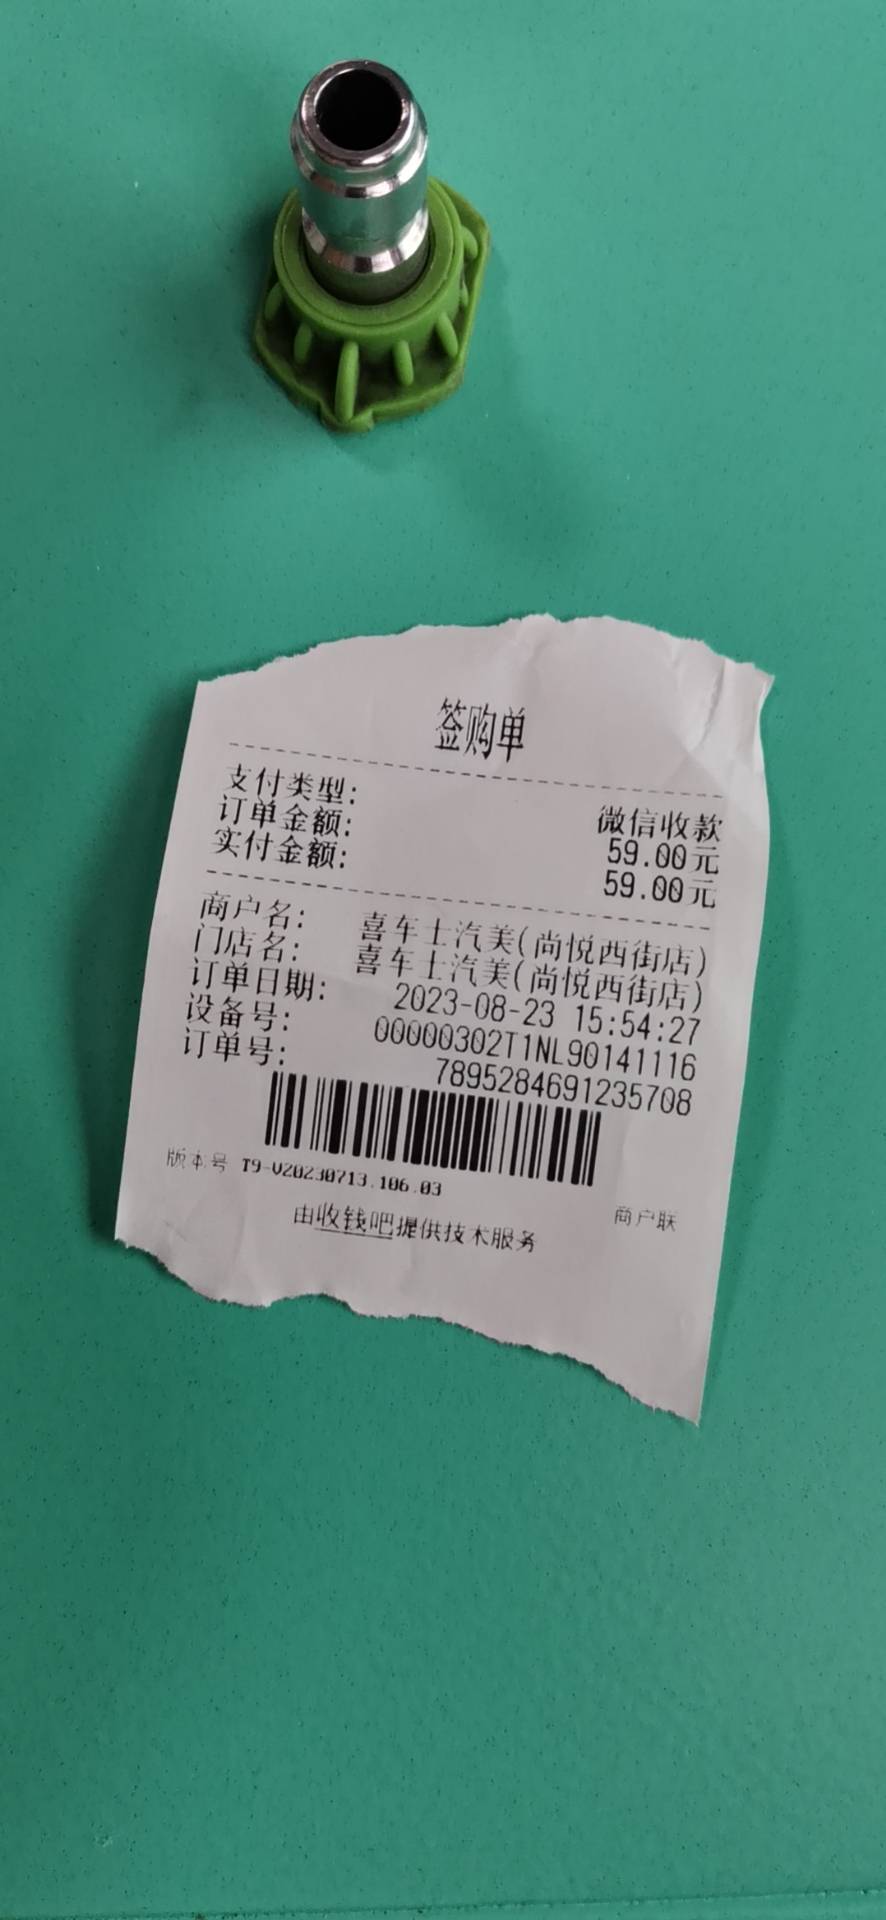 签购单
支付类型: 微信收款
订单金额: 59.00元
实付金额: 59.00元
商户名: 喜车士汽美(尚悦西街店)
门店名: 喜车士汽美(尚悦西街店)
订单日期: 2023-08-23 15:54:27
设备号: 00000302T1NL90141116
订单号: 7895284691235708
版本号 T9-V20230713.106.03 商户联
由收钱吧提供技术服务